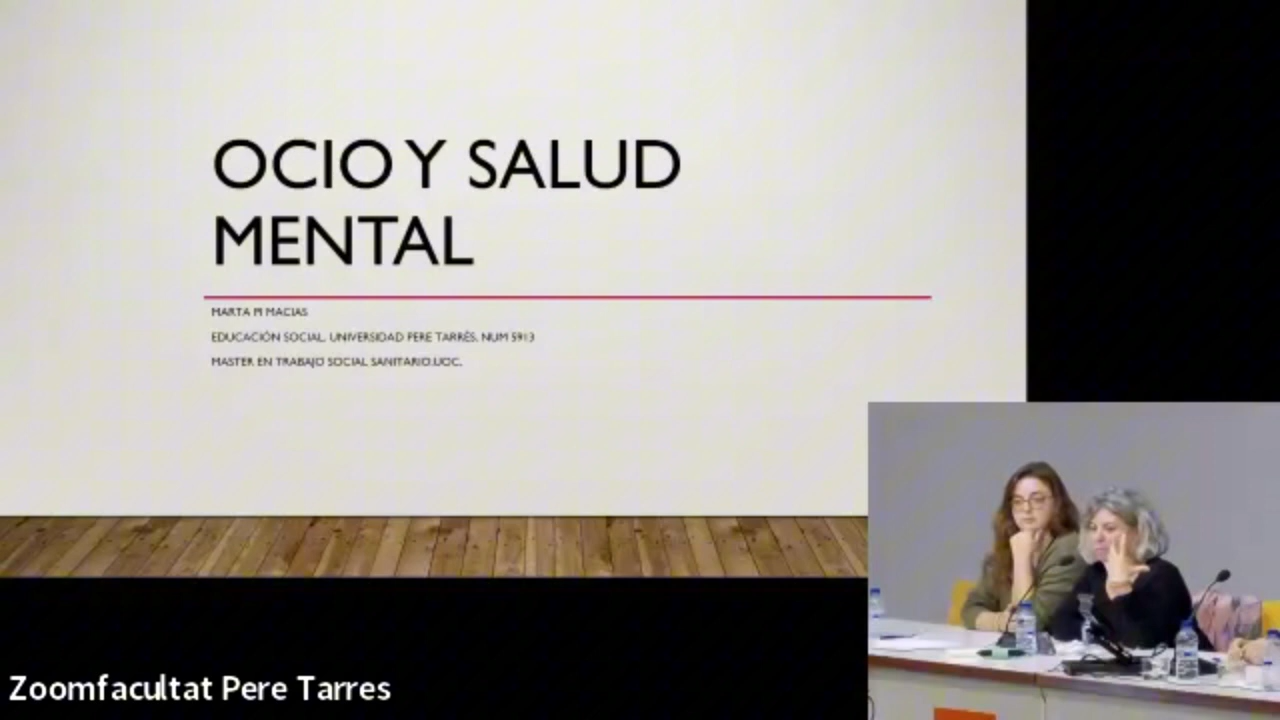 OCIO Y SALUD
MENTAL
MARTA PI MACIAS
EDUCACIÓN SOCIAL. UNIVERSIDAD PERE TARRÉS. NUM 5913
MASTER EN TRABAJO SOCIAL SANITARIO.UOC.
Zoomfacultat Pere Tarres